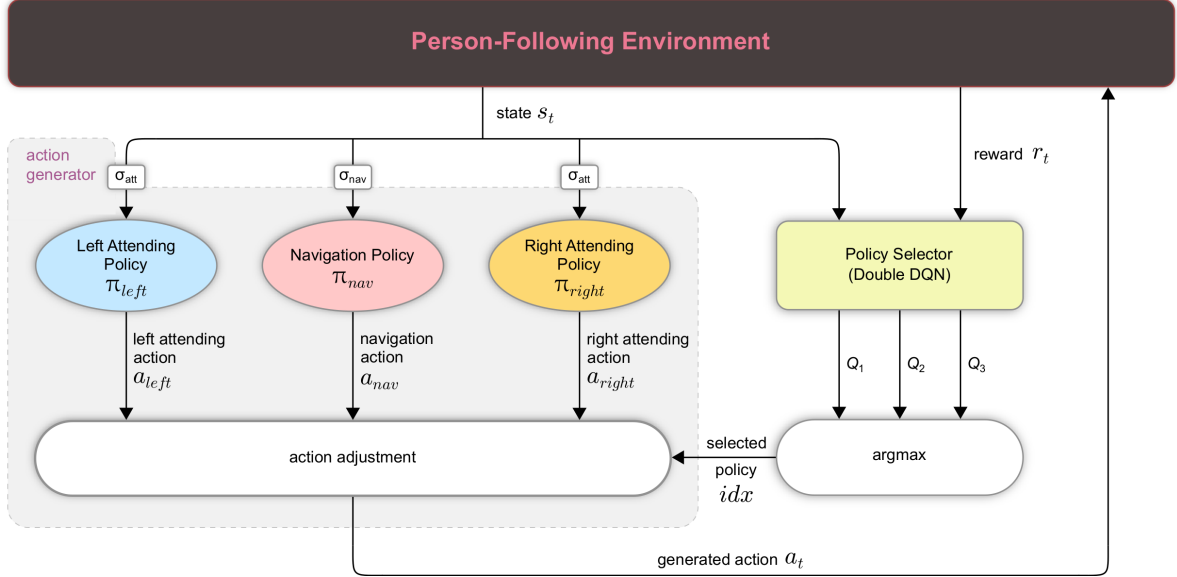 Person-Following Environment
state s_t
reward r_t
action
generator
σ_att
σ_nav
σ_att
Left Attending
Policy
π_left
Navigation Policy
π_nav
Right Attending
Policy
π_right
Policy Selector
(Double DQN)
left attending
action
a_left
navigation
action
a_nav
right attending
action
a_right
Q_1
Q_2
Q_3
action adjustment
selected
policy
idx
argmax
generated action a_t